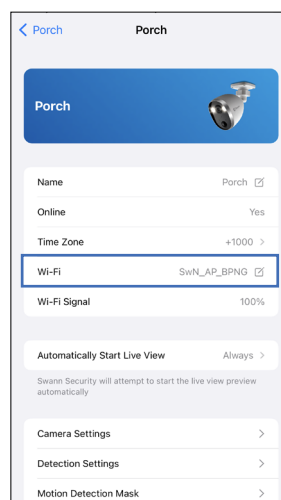 Porch Porch
Porch
Name Porch
Online Yes
Time Zone +1000
Wi-Fi SwN_AP_BPNG
Wi-Fi Signal 100%
Automatically Start Live View Always
Swann Security will attempt to start the live view preview
automatically
Camera Settings
Detection Settings
Motion Detection Mask